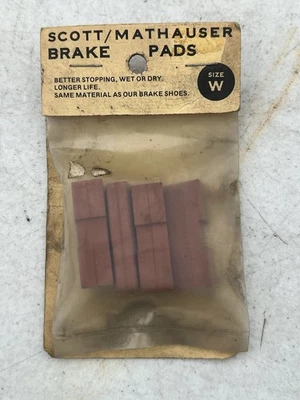 SCOTT/MATHAUSER
BRAKE PADS
BETTER STOPPING, WET OR DRY.
LONGER LIFE.
SAME MATERIAL AS OUR BRAKE SHOES.
SIZE
W